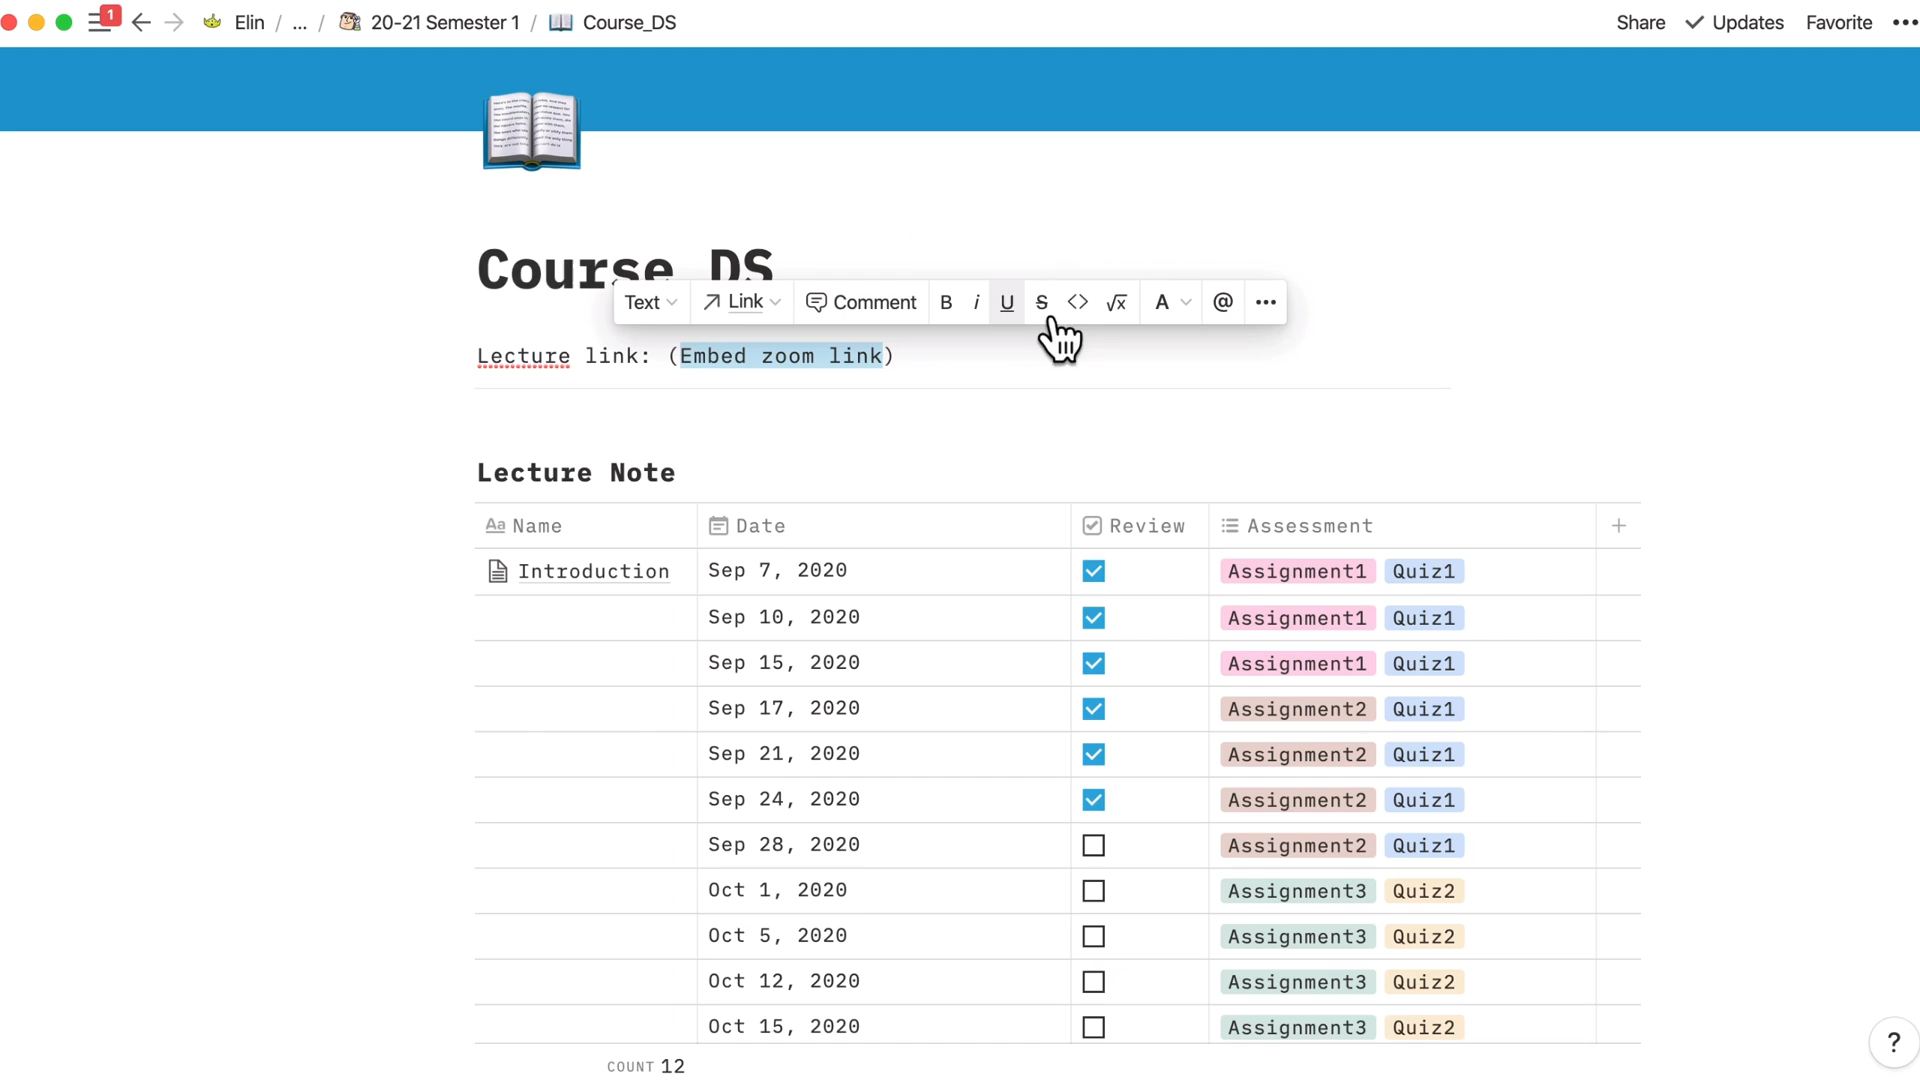 1 Elin / ... / 20-21 Semester 1 / Course_DS Share Updates Favorite •••
Course_DS
Text Link Comment B i U S <> √x A @ •••
Lecture link: (Embed zoom link)
Lecture Note
Aa Name Date Review Assessment +
Introduction Sep 7, 2020 Assignment1 Quiz1
Sep 10, 2020 Assignment1 Quiz1
Sep 15, 2020 Assignment1 Quiz1
Sep 17, 2020 Assignment2 Quiz1
Sep 21, 2020 Assignment2 Quiz1
Sep 24, 2020 Assignment2 Quiz1
Sep 28, 2020 Assignment2 Quiz1
Oct 1, 2020 Assignment3 Quiz2
Oct 5, 2020 Assignment3 Quiz2
Oct 12, 2020 Assignment3 Quiz2
Oct 15, 2020 Assignment3 Quiz2
COUNT 12
?